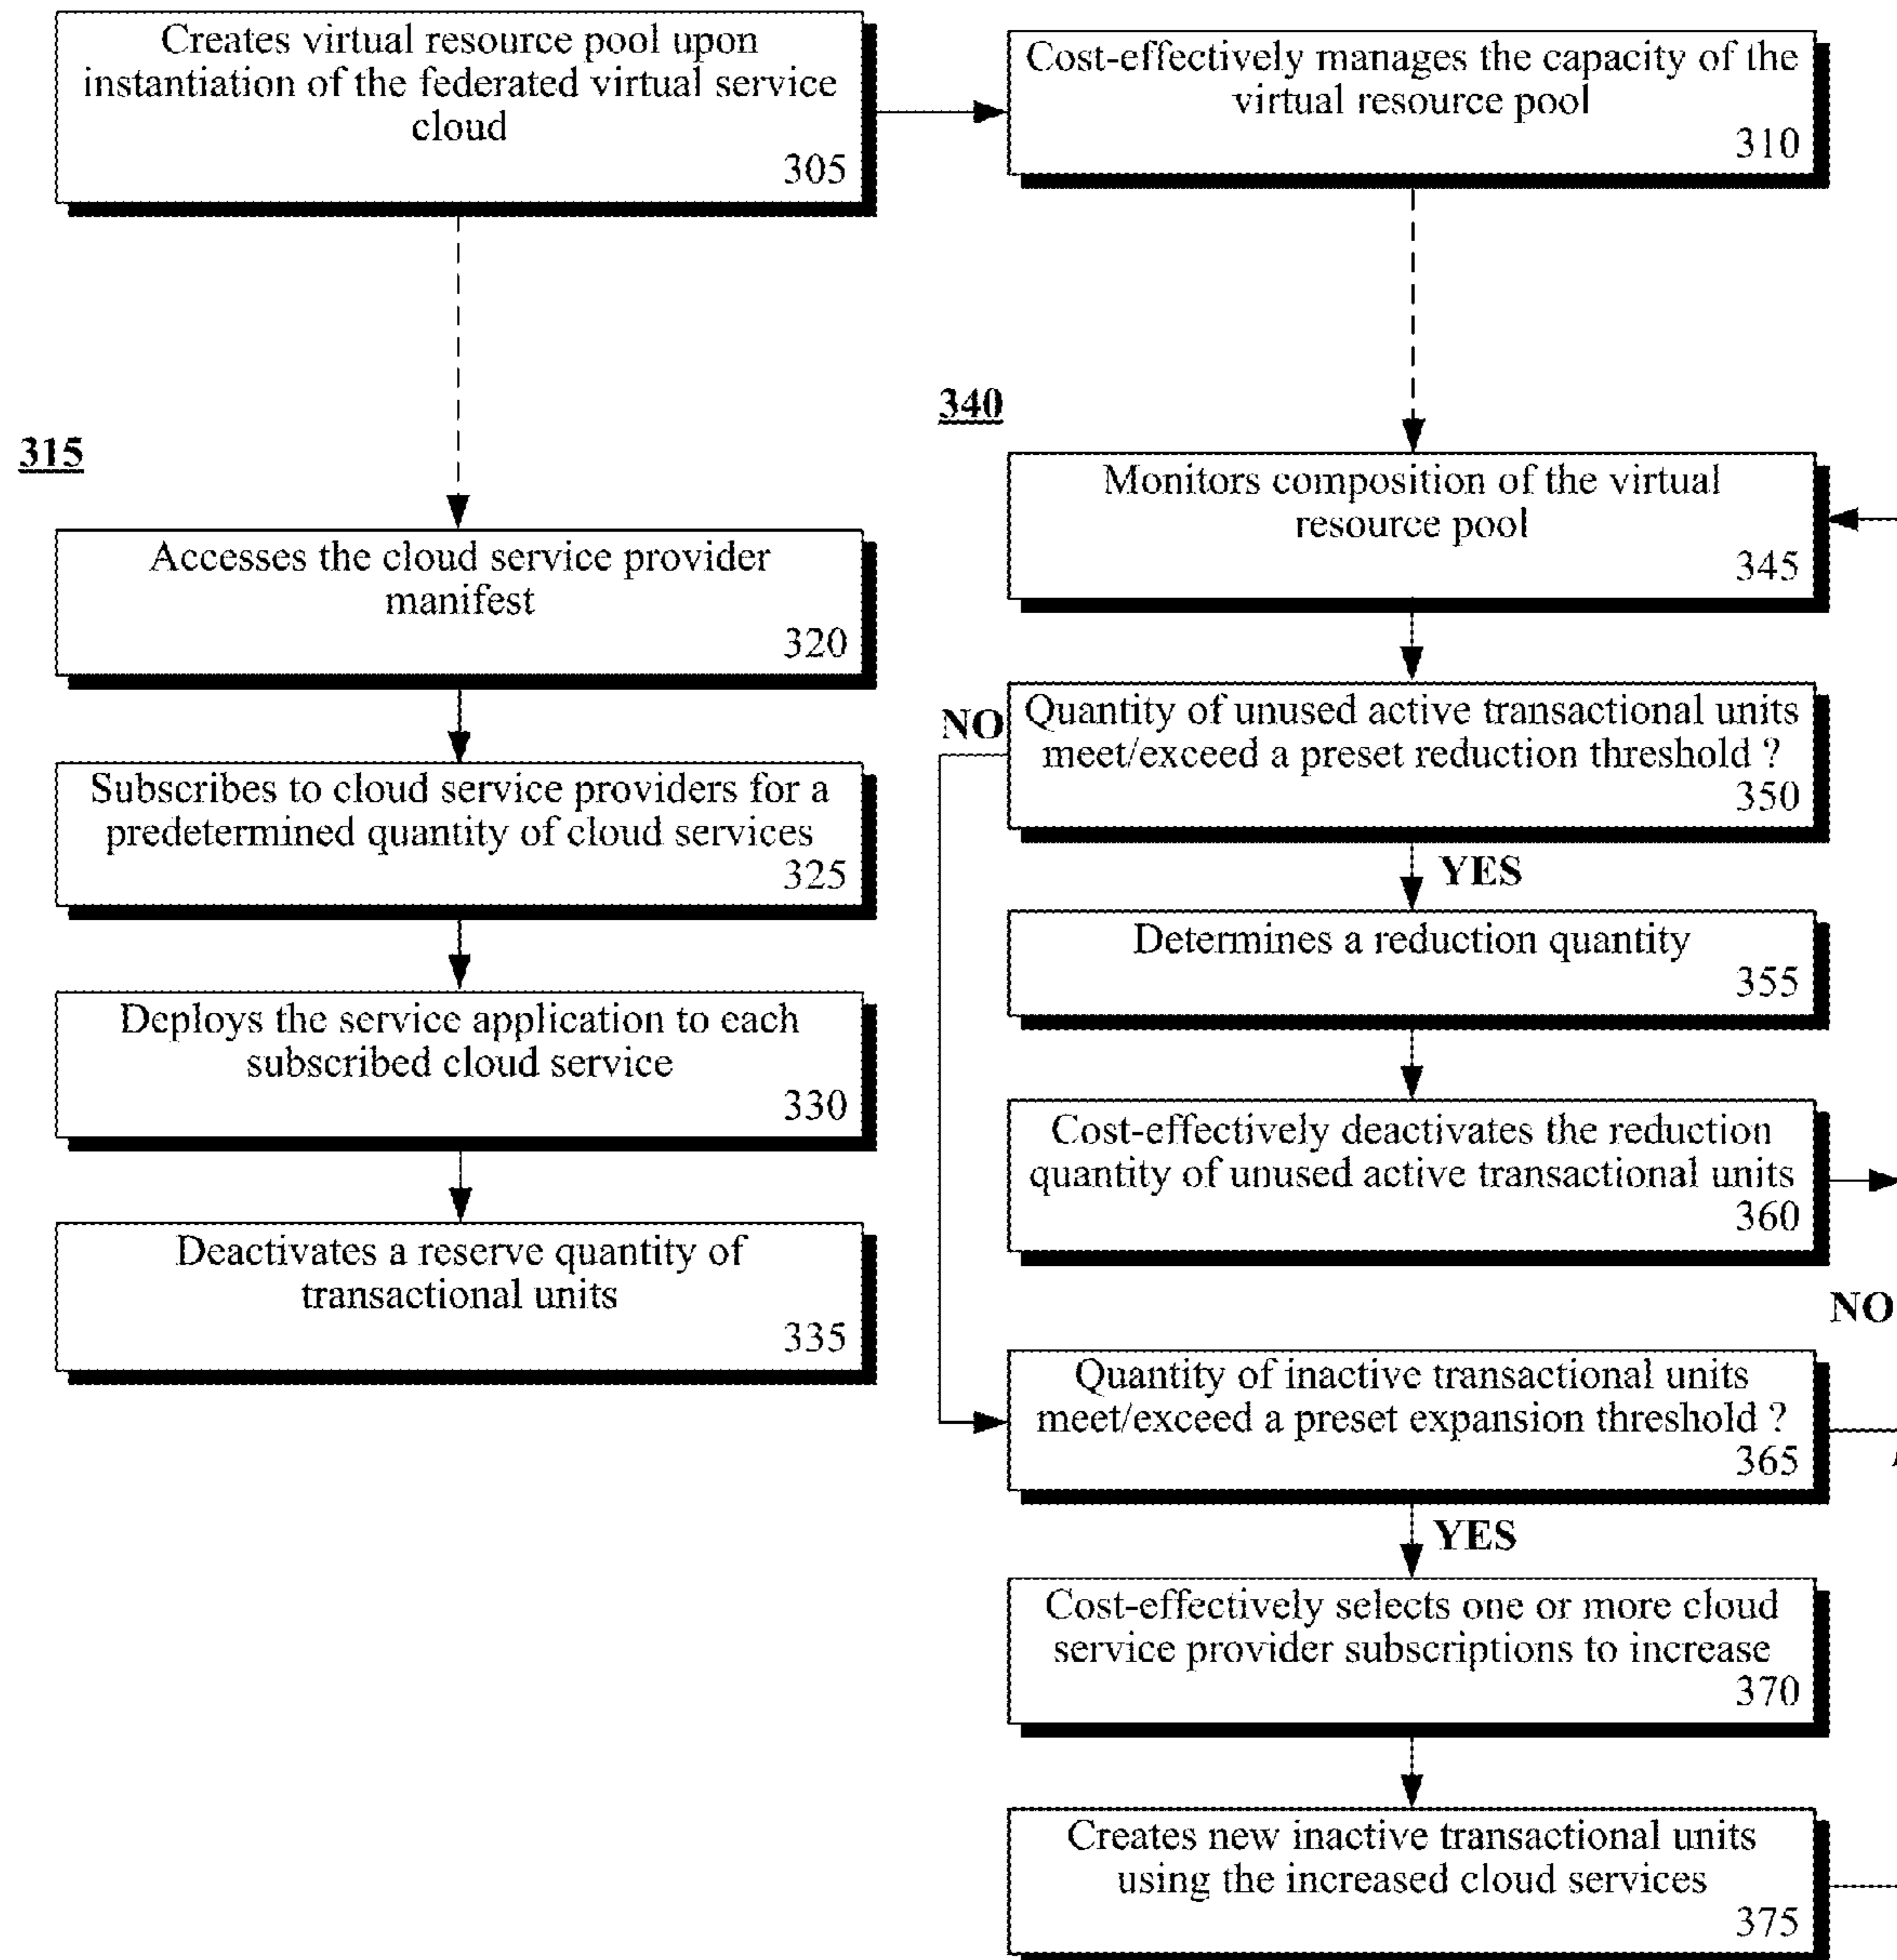 Creates virtual resource pool upon
instantiation of the federated virtual service
cloud
305
Cost-effectively manages the capacity of the
virtual resource pool
310
315
Accesses the cloud service provider
manifest
320
Subscribes to cloud service providers for a
predetermined quantity of cloud services
325
Deploys the service application to each
subscribed cloud service
330
Deactivates a reserve quantity of
transactional units
335
340
Monitors composition of the virtual
resource pool
345
NO
Quantity of unused active transactional units
meet/exceed a preset reduction threshold ?
350
YES
Determines a reduction quantity
355
Cost-effectively deactivates the reduction
quantity of unused active transactional units
360
NO
Quantity of inactive transactional units
meet/exceed a preset expansion threshold ?
365
YES
Cost-effectively selects one or more cloud
service provider subscriptions to increase
370
Creates new inactive transactional units
using the increased cloud services
375